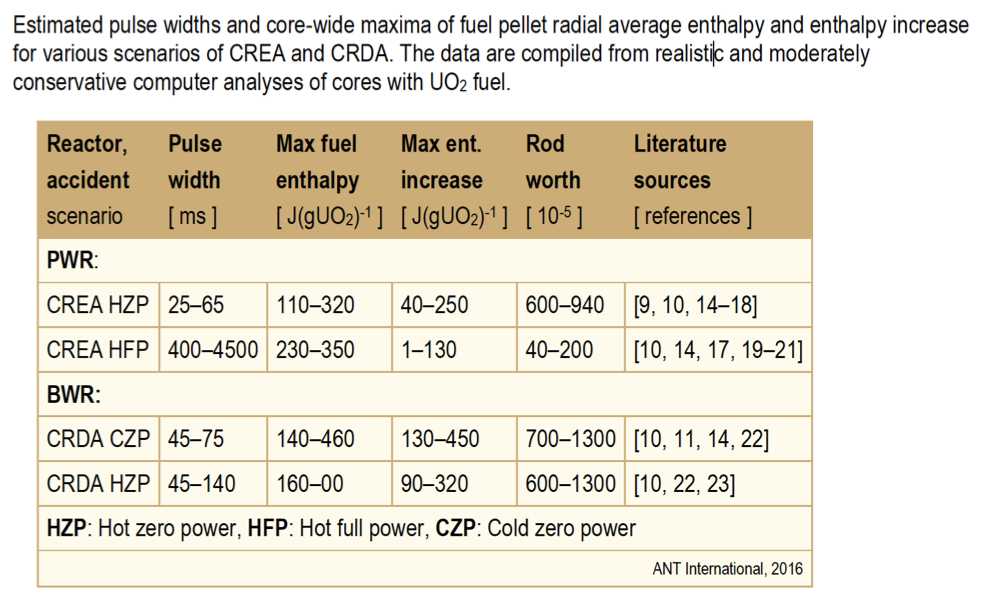 Estimated pulse widths and core-wide maxima of fuel pellet radial average enthalpy and enthalpy increase
for various scenarios of CREA and CRDA. The data are compiled from realistic and moderately
conservative computer analyses of cores with UO2 fuel.
Reactor, Pulse Max fuel Max ent. Rod Literature
accident width enthalpy increase worth sources
scenario [ ms ] [ J(gUO2)-1 ] [ J(gUO2)-1 ] [ 10-5 ] [ references ]
PWR:
CREA HZP 25–65 110–320 40–250 600–940 [9, 10, 14–18]
CREA HFP 400–4500 230–350 1–130 40–200 [10, 14, 17, 19–21]
BWR:
CRDA CZP 45–75 140–460 130–450 700–1300 [10, 11, 14, 22]
CRDA HZP 45–140 160–00 90–320 600–1300 [10, 22, 23]
HZP: Hot zero power, HFP: Hot full power, CZP: Cold zero power
ANT International, 2016